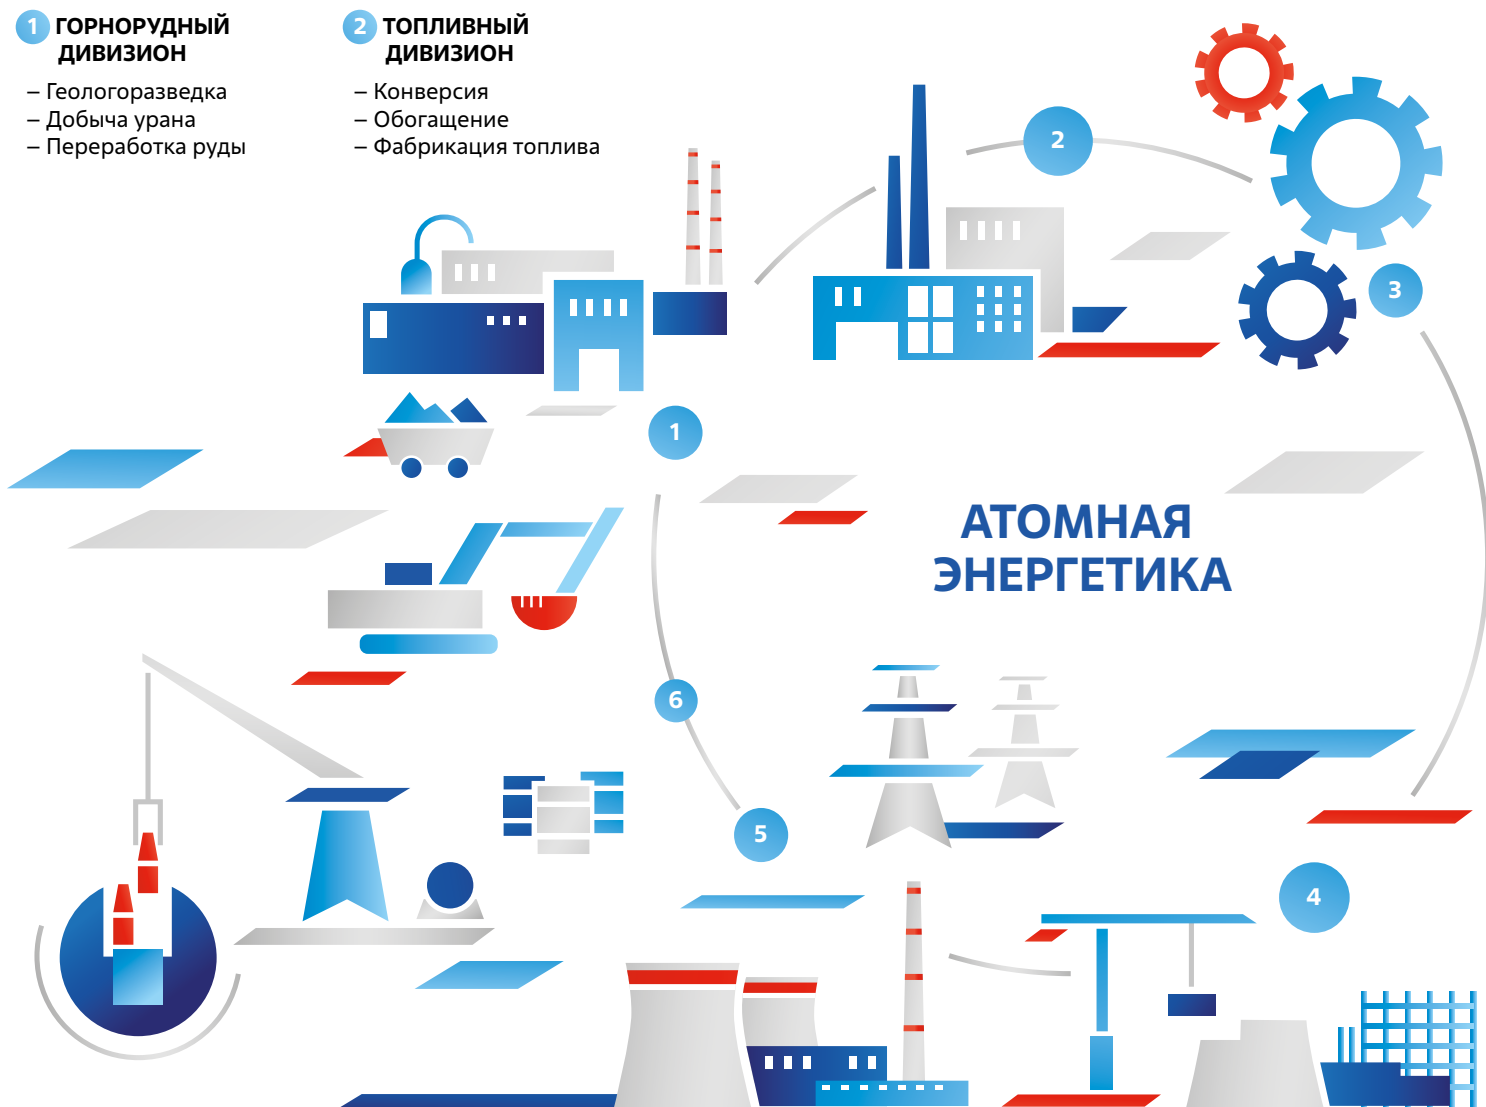 1 ГОРНОРУДНЫЙ
ДИВИЗИОН
– Геологоразведка
– Добыча урана
– Переработка руды
2 ТОПЛИВНЫЙ
ДИВИЗИОН
– Конверсия
– Обогащение
– Фабрикация топлива
2
3
1
АТОМНАЯ
ЭНЕРГЕТИКА
6
5
4